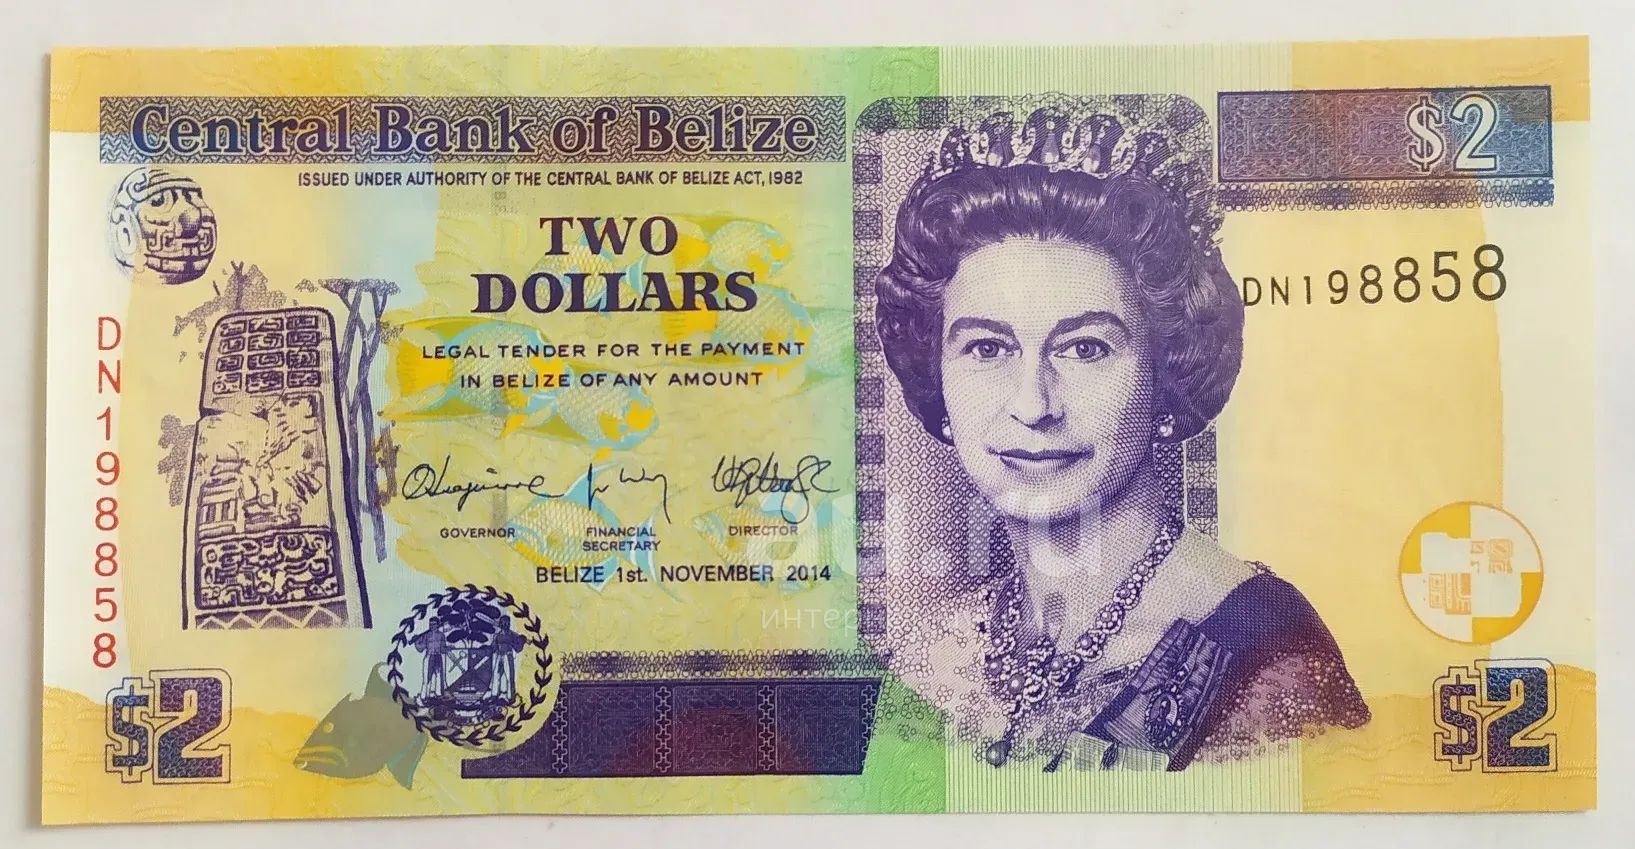 Central Bank of Belize
$2
ISSUED UNDER AUTHORITY OF THE CENTRAL BANK OF BELIZE ACT, 1982
TWO
DOLLARS
DN198858
LEGAL TENDER FOR THE PAYMENT
IN BELIZE OF ANY AMOUNT
DN198858
GOVERNOR
FINANCIAL
SECRETARY
DIRECTOR
BELIZE 1st. NOVEMBER 2014
$2
$2